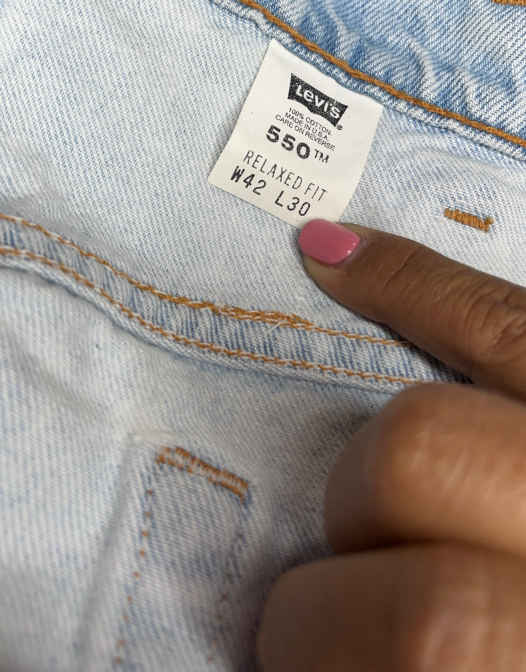 Levi's®
100% COTTON
MADE IN U.S.A.
CARE ON REVERSE
550™
RELAXED FIT
W42 L30